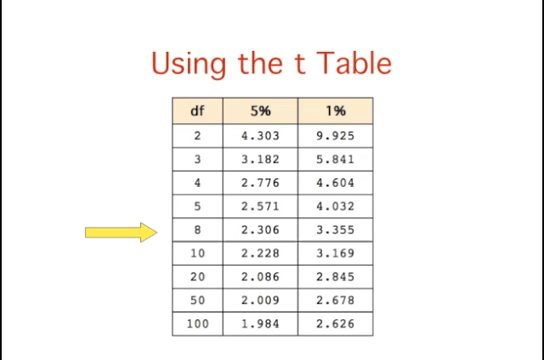 Using the t Table
df 5% 1%
2 4.303 9.925
3 3.182 5.841
4 2.776 4.604
5 2.571 4.032
8 2.306 3.355
10 2.228 3.169
20 2.086 2.845
50 2.009 2.678
100 1.984 2.626